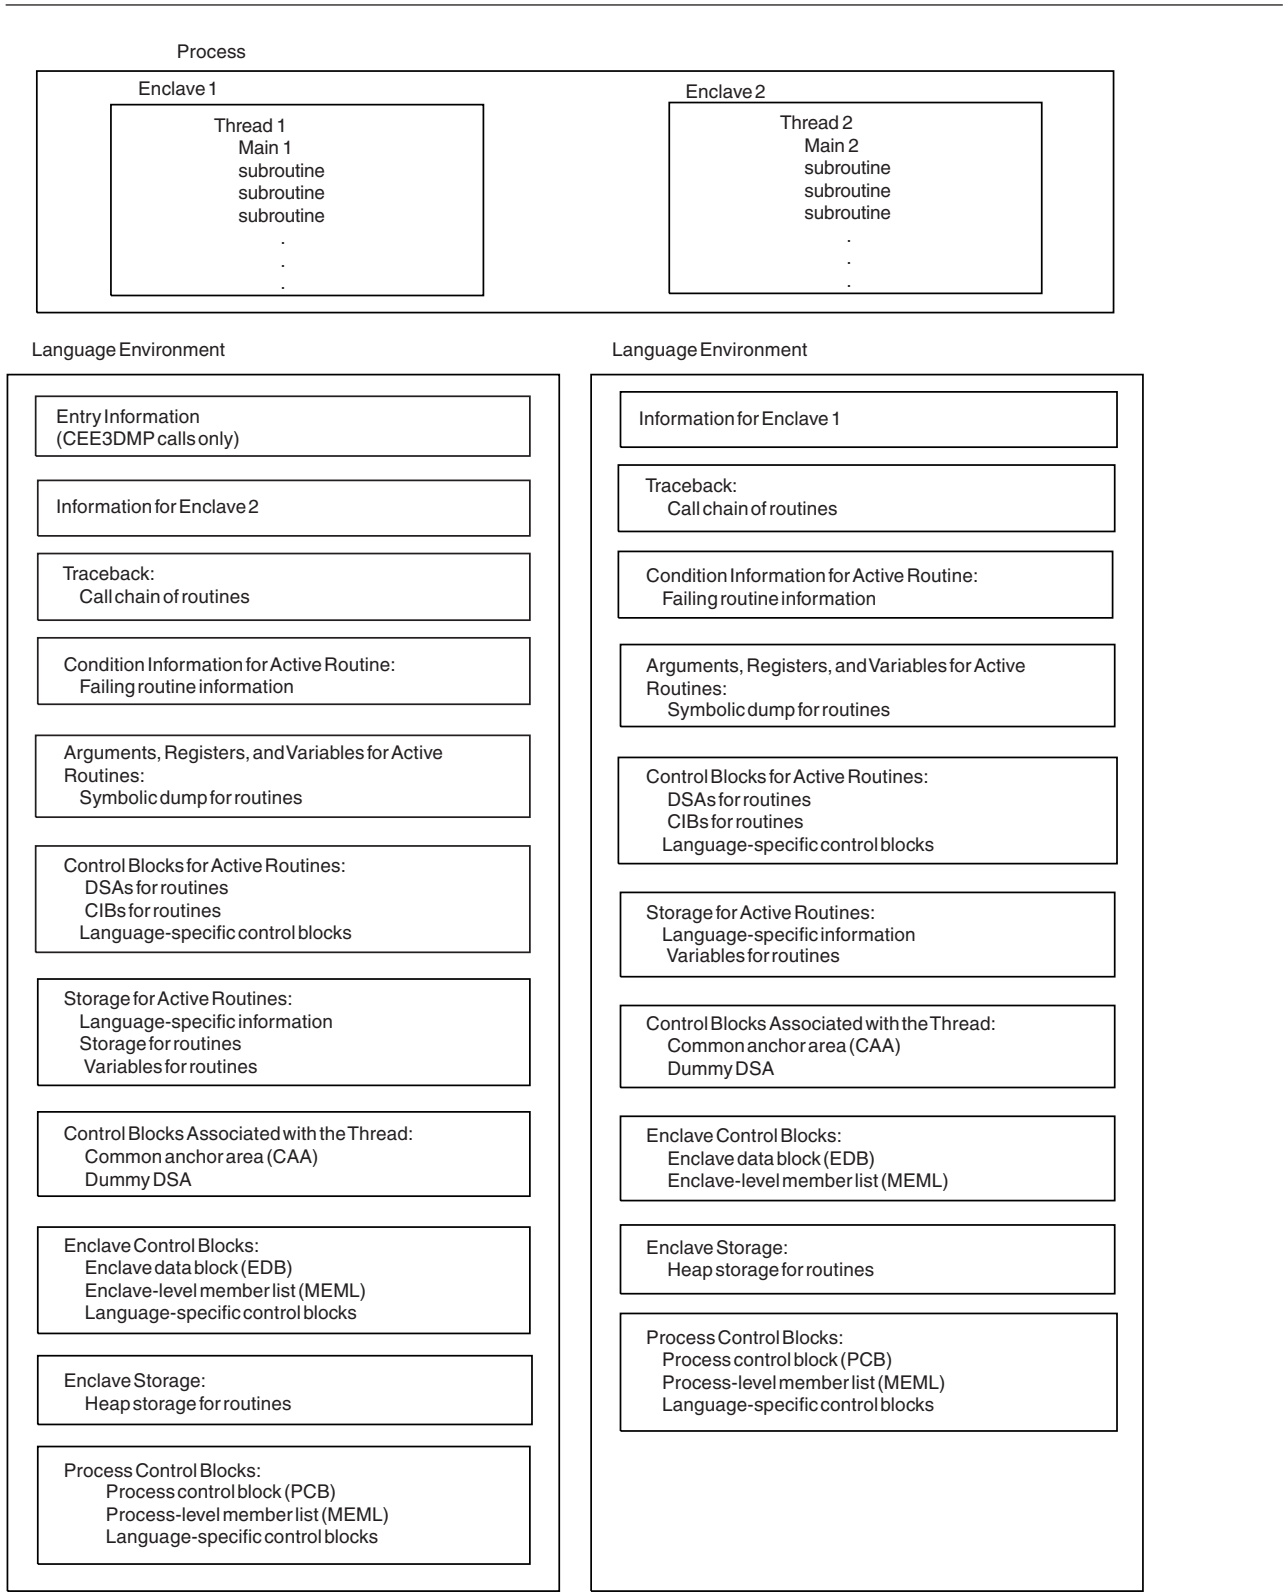 Process
Enclave 1
Thread 1
Main 1
subroutine
subroutine
subroutine
.
.
.
Enclave 2
Thread 2
Main 2
subroutine
subroutine
subroutine
.
.
.
Language Environment
Entry Information
(CEE3DMP calls only)
Information for Enclave 2
Traceback:
Call chain of routines
Condition Information for Active Routine:
Failing routine information
Arguments, Registers, and Variables for Active
Routines:
Symbolic dump for routines
Control Blocks for Active Routines:
DSAs for routines
CIBs for routines
Language-specific control blocks
Storage for Active Routines:
Language-specific information
Storage for routines
Variables for routines
Control Blocks Associated with the Thread:
Common anchor area (CAA)
Dummy DSA
Enclave Control Blocks:
Enclave data block (EDB)
Enclave-level member list (MEML)
Language-specific control blocks
Enclave Storage:
Heap storage for routines
Process Control Blocks:
Process control block (PCB)
Process-level member list (MEML)
Language-specific control blocks
Language Environment
Information for Enclave 1
Traceback:
Call chain of routines
Condition Information for Active Routine:
Failing routine information
Arguments, Registers, and Variables for Active
Routines:
Symbolic dump for routines
Control Blocks for Active Routines:
DSAs for routines
CIBs for routines
Language-specific control blocks
Storage for Active Routines:
Language-specific information
Variables for routines
Control Blocks Associated with the Thread:
Common anchor area (CAA)
Dummy DSA
Enclave Control Blocks:
Enclave data block (EDB)
Enclave-level member list (MEML)
Enclave Storage:
Heap storage for routines
Process Control Blocks:
Process control block (PCB)
Process-level member list (MEML)
Language-specific control blocks